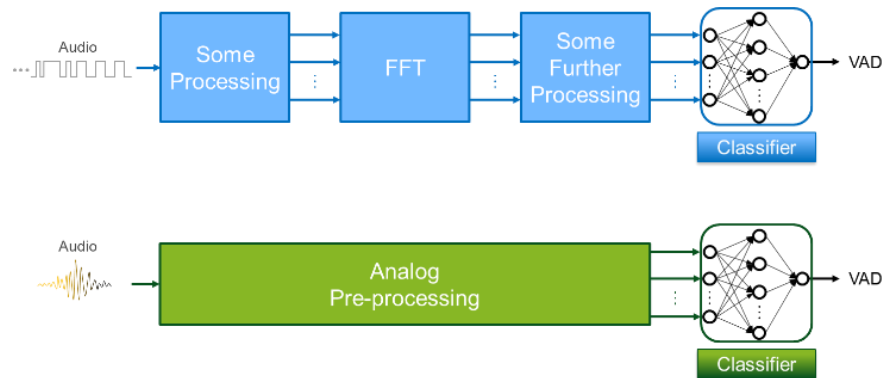 Audio
Some
Processing
FFT
Some
Further
Processing
VAD
Classifier
Audio
Analog
Pre-processing
VAD
Classifier